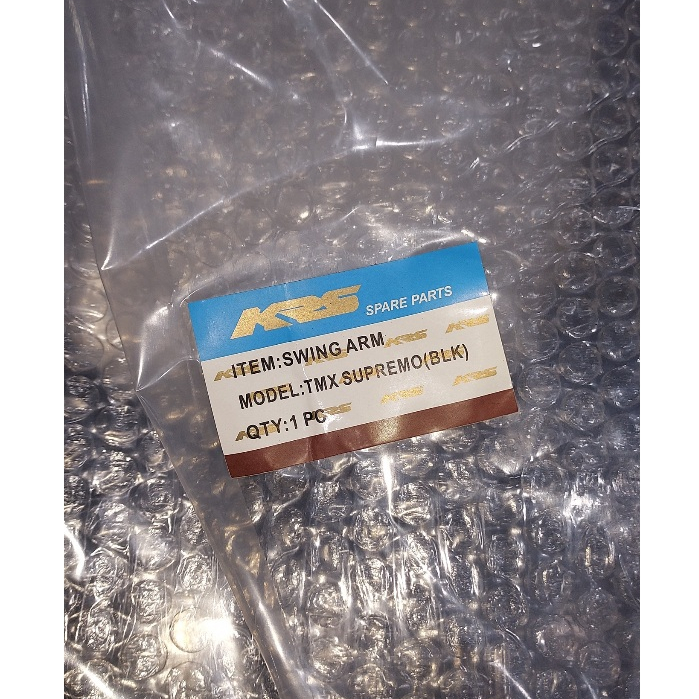 KRS SPARE PARTS
ITEM:SWING ARM
MODEL:TMX SUPREMO(BLK)
QTY:1 PC